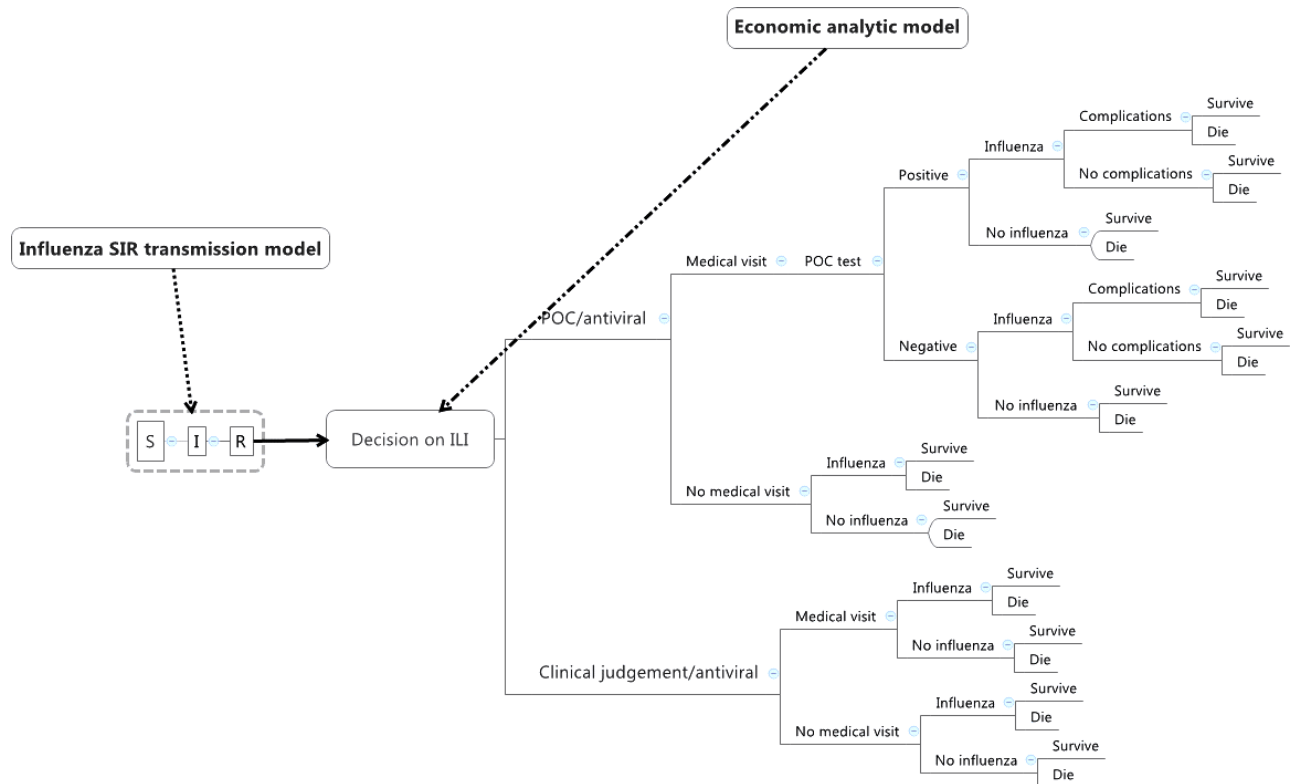 Economic analytic model
Survive
Complications
Die
Influenza
Survive
No complications
Die
Positive
Survive
No influenza
Die
Influenza SIR transmission model
Medical visit
POC test
Survive
Complications
Die
Influenza
POC/antiviral
Survive
No complications
Die
Negative
Survive
No influenza
Die
S
I
R
Decision on ILI
Survive
Influenza
Die
No medical visit
Survive
No influenza
Die
Survive
Influenza
Die
Medical visit
Survive
No influenza
Die
Clinical judgement/antiviral
Survive
Influenza
Die
No medical visit
Survive
No influenza
Die